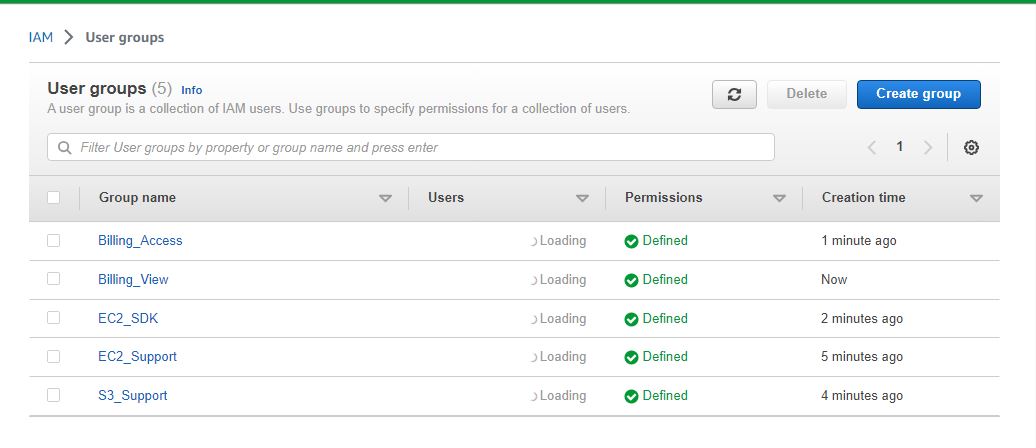 IAM > User groups
User groups (5) Info
A user group is a collection of IAM users. Use groups to specify permissions for a collection of users.
Delete
Create group
Filter User groups by property or group name and press enter
1
Group name Users Permissions Creation time
Billing_Access Loading Defined 1 minute ago
Billing_View Loading Defined Now
EC2_SDK Loading Defined 2 minutes ago
EC2_Support Loading Defined 5 minutes ago
S3_Support Loading Defined 4 minutes ago